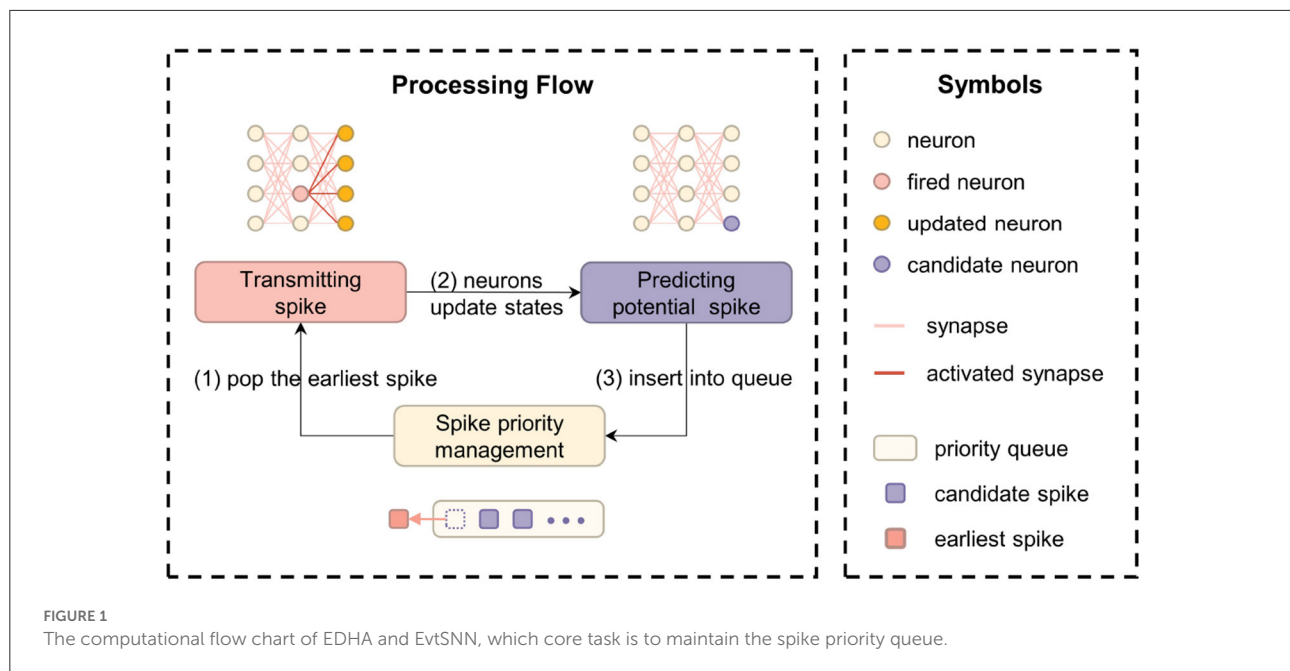 Processing Flow
Transmitting
spike
(2) neurons
update states
Predicting
potential spike
(1) pop the earliest spike
(3) insert into queue
Spike priority
management
Symbols
neuron
fired neuron
updated neuron
candidate neuron
synapse
activated synapse
priority queue
candidate spike
earliest spike
FIGURE 1
The computational flow chart of EDHA and EvtSNN, which core task is to maintain the spike priority queue.